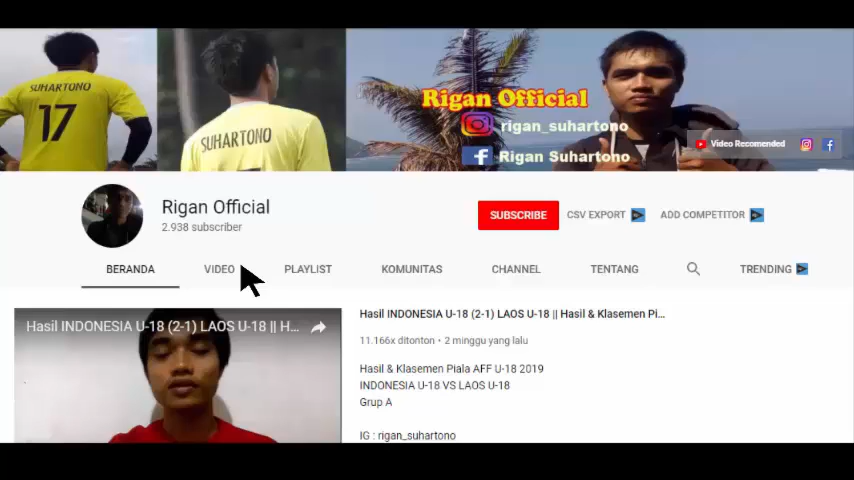 SUHARTONO
17
SUHARTONO
Rigan Official
rigan_suhartono
Rigan Suhartono
Video Recomended
Rigan Official
2.938 subscriber
SUBSCRIBE
CSV EXPORT
ADD COMPETITOR
BERANDA
VIDEO
PLAYLIST
KOMUNITAS
CHANNEL
TENTANG
TRENDING
Hasil INDONESIA U-18 (2-1) LAOS U-18 || H...
Hasil INDONESIA U-18 (2-1) LAOS U-18 || Hasil & Klasemen Pi...
11.166x ditonton • 2 minggu yang lalu
Hasil & Klasemen Piala AFF U-18 2019
INDONESIA U-18 VS LAOS U-18
Grup A
IG : rigan_suhartono